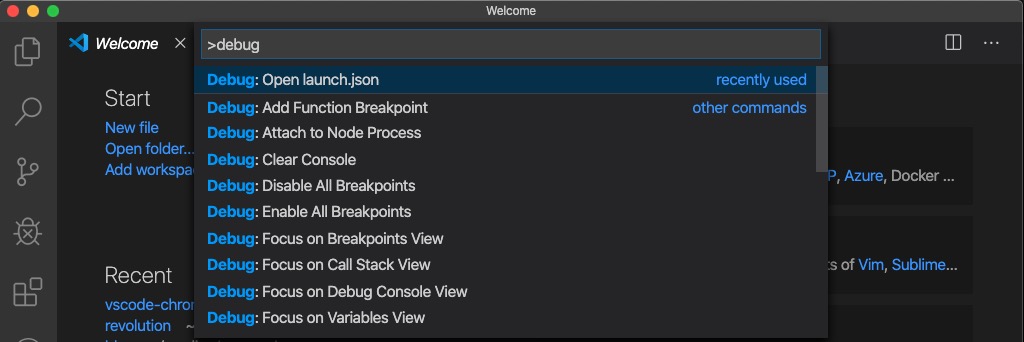 Welcome
Welcome
>debug
Debug: Open launch.json recently used
Debug: Add Function Breakpoint other commands
Debug: Attach to Node Process
Debug: Clear Console
Debug: Disable All Breakpoints
Debug: Enable All Breakpoints
Debug: Focus on Breakpoints View
Debug: Focus on Call Stack View
Debug: Focus on Debug Console View
Debug: Focus on Variables View
Start
New file
Open folder...
Add workspa
Recent
vscode-chron
revolution ~
P, Azure, Docker ...
ts of Vim, Sublime...